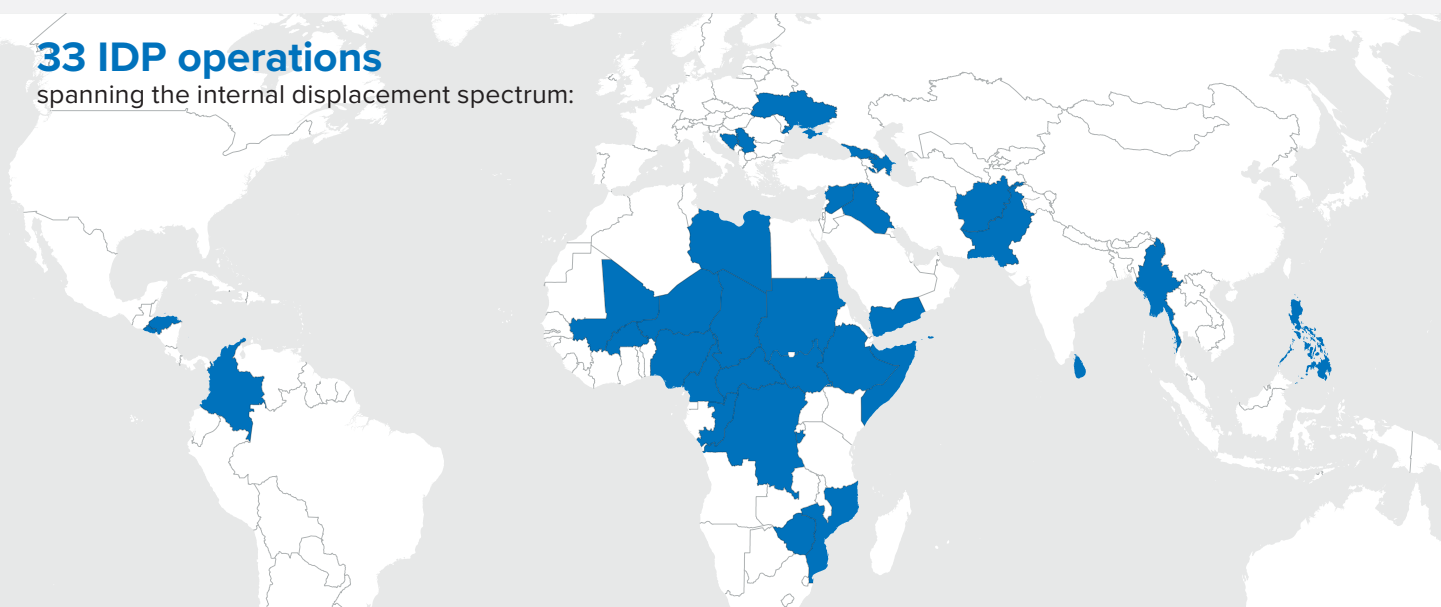 33 IDP operations
spanning the internal displacement spectrum: